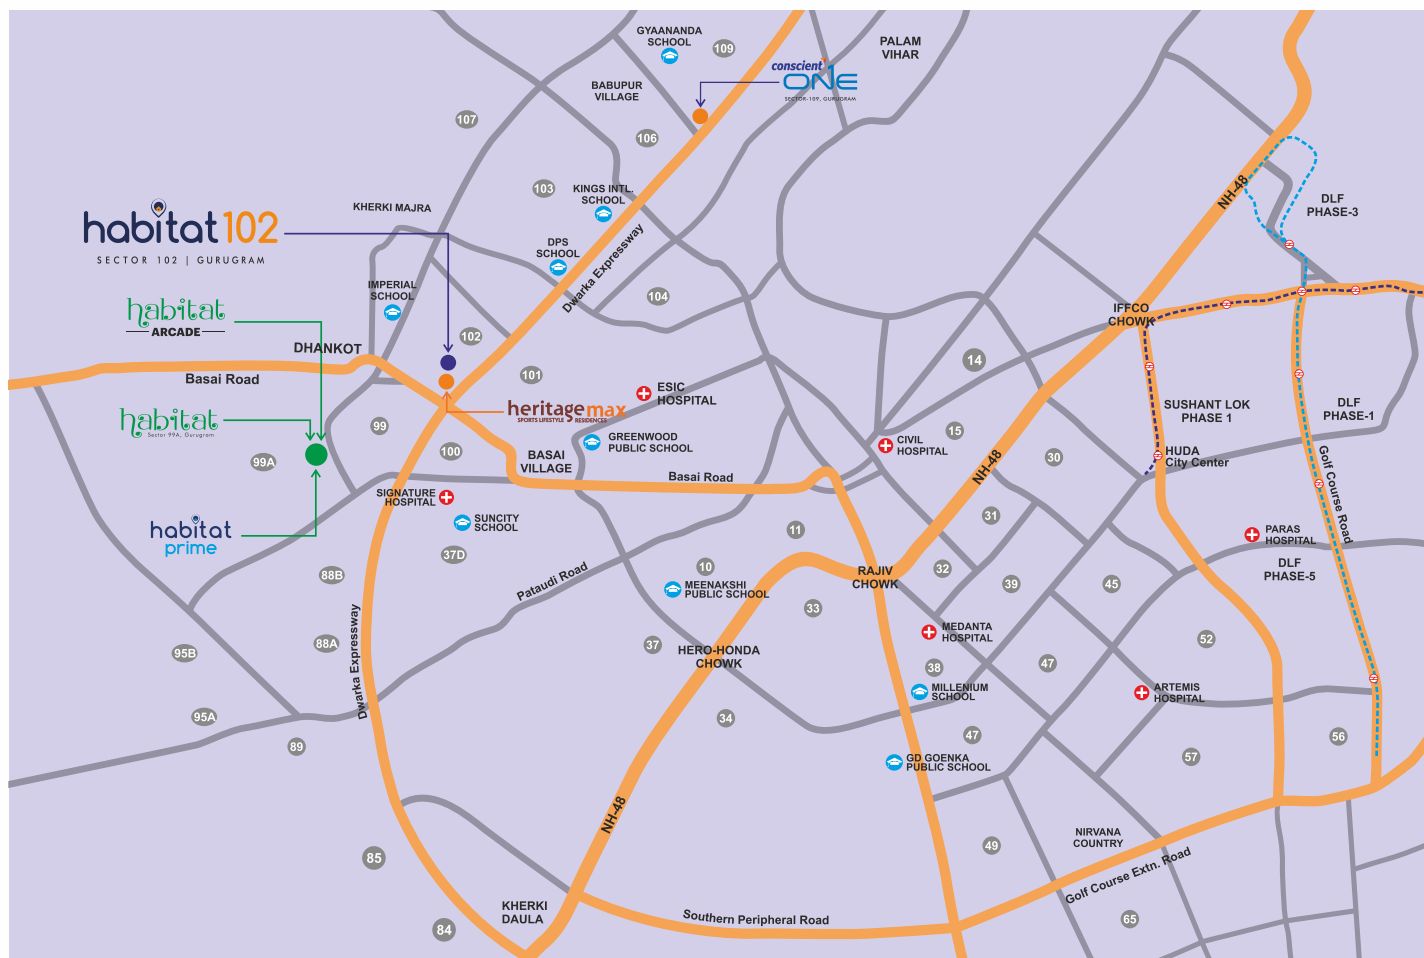 GYAANANDA
SCHOOL
109
PALAM
VIHAR
conscient
ONE
SECTOR-109, GURUGRAM
BABUPUR
VILLAGE
107
106
NH-48
103
KINGS INTL.
SCHOOL
DLF
PHASE-3
KHERKI MAJRA
habitat 102
SECTOR 102 | GURUGRAM
DPS
SCHOOL
Dwarka Expressway
IMPERIAL
SCHOOL
104
habitat
ARCADE
IFFCO
CHOWK
102
DHANKOT
14
Basai Road
101
ESIC
HOSPITAL
heritage max
SPORTS LIFESTYLE RESIDENCES
SUSHANT LOK
PHASE 1
DLF
PHASE-1
habitat
Sector 99A, Gurugram
99
15
GREENWOOD
PUBLIC SCHOOL
CIVIL
HOSPITAL
99A
100
BASAI
VILLAGE
30
HUDA
City Center
NH-48
Basai Road
Golf Course Road
SIGNATURE
HOSPITAL
SUNCITY
SCHOOL
habitat
prime
11
31
PARAS
HOSPITAL
37D
DLF
PHASE-5
88B
Pataudi Road
10
MEENAKSHI
PUBLIC SCHOOL
RAJIV
CHOWK
32
39
45
33
MEDANTA
HOSPITAL
88A
95B
37
HERO-HONDA
CHOWK
38
47
52
Dwarka Expressway
MILLENIUM
SCHOOL
ARTEMIS
HOSPITAL
95A
34
47
56
89
GD GOENKA
PUBLIC SCHOOL
57
NH-48
85
49
NIRVANA
COUNTRY
Golf Course Extn. Road
KHERKI
DAULA
Southern Peripheral Road
65
84